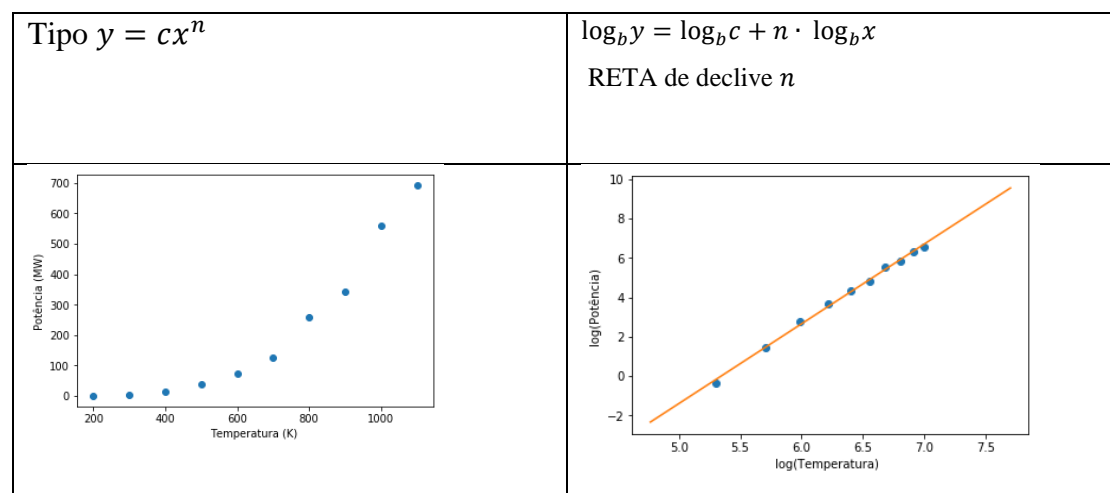 Tipo 𝑦 = 𝑐𝑥ⁿ
log_b 𝑦 = log_b 𝑐 + 𝑛 · log_b 𝑥
RETA de declive 𝑛
700
600
500
400
300
200
100
0
Potência (MW)
200 400 600 800 1000
Temperatura (K)
10
8
6
4
2
0
−2
log(Potência)
5.0 5.5 6.0 6.5 7.0 7.5
log(Temperatura)